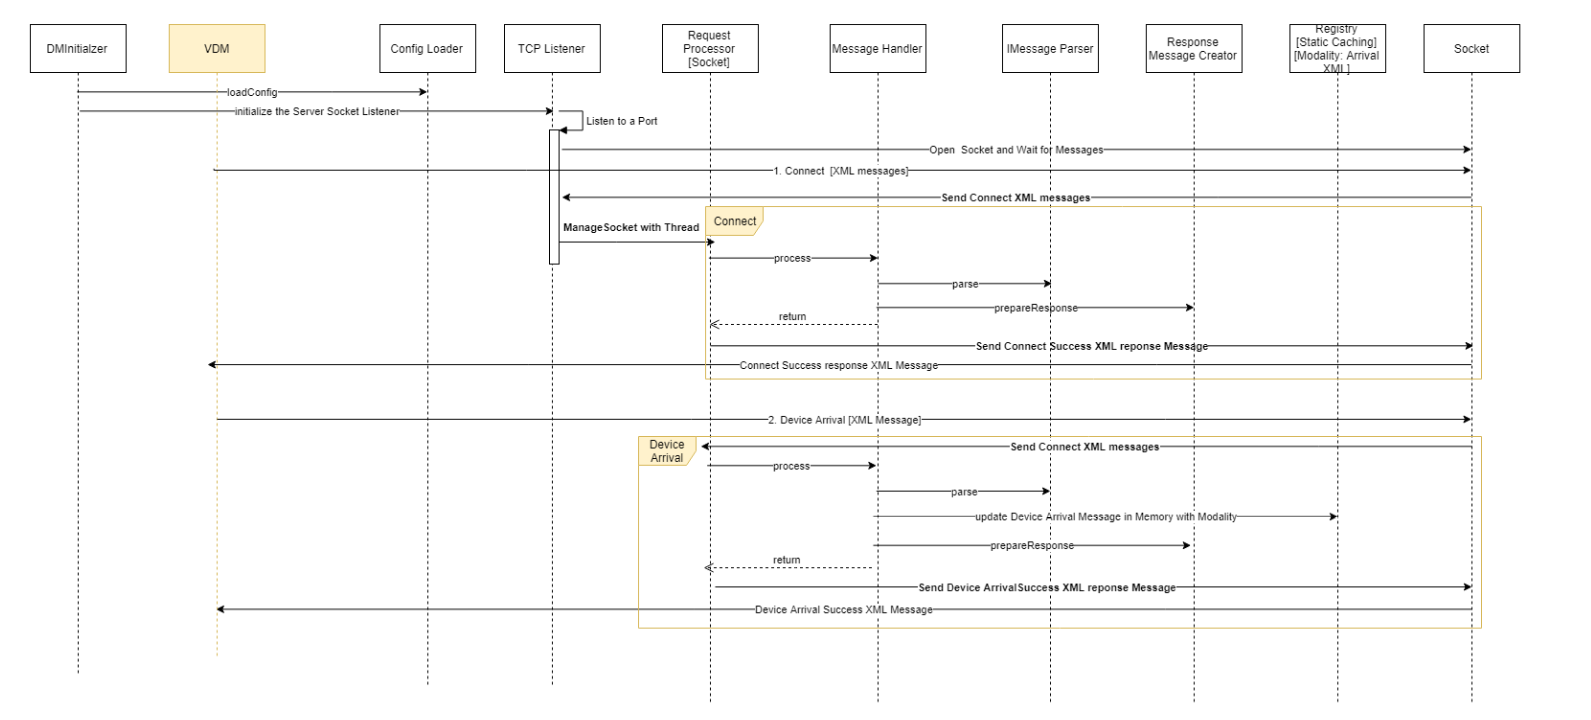 DMInitialzer
VDM
Config Loader
TCP Listener
Request
Processor
[Socket]
Message Handler
IMessage Parser
Response
Message Creator
Registry
[Static Caching]
[Modality: Arrival
XML]
Socket
loadConfig
initialize the Server Socket Listener
Listen to a Port
Open Socket and Wait for Messages
1. Connect [XML messages]
Send Connect XML messages
Connect
ManageSocket with Thread
process
parse
prepareResponse
return
Send Connect Success XML reponse Message
Connect Success response XML Message
2. Device Arrival [XML Message]
Device
Arrival
Send Connect XML messages
process
parse
update Device Arrival Message in Memory with Modality
prepareResponse
return
Send Device ArrivalSuccess XML reponse Message
Device Arrival Success XML Message